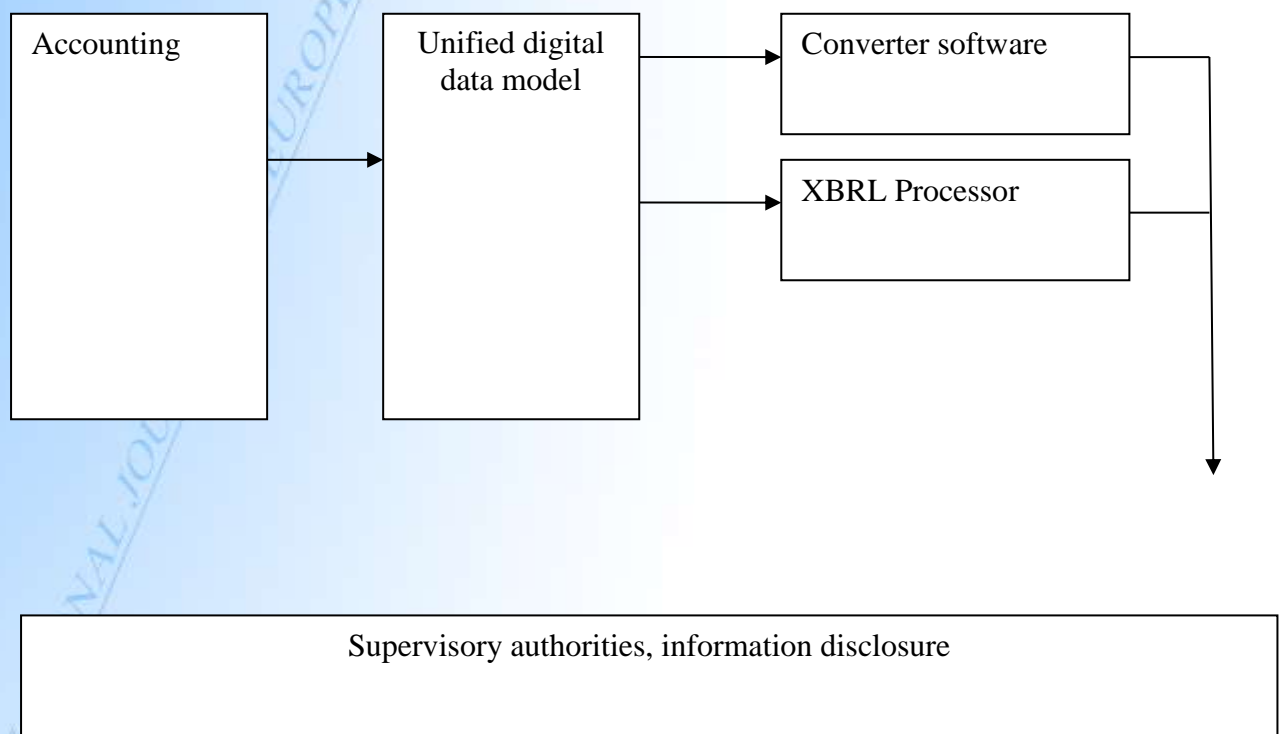 Accounting
Unified digital
data model
Converter software
XBRL Processor
Supervisory authorities, information disclosure